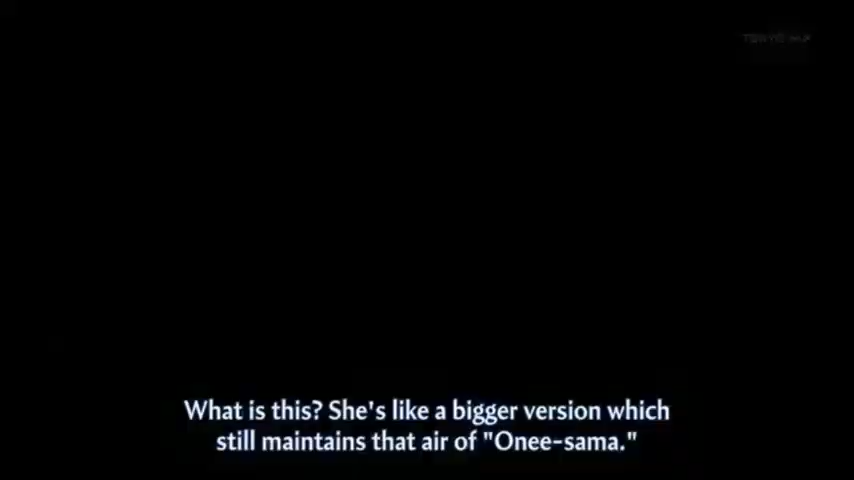 What is this? She's like a bigger version which
still maintains that air of "Onee-sama."